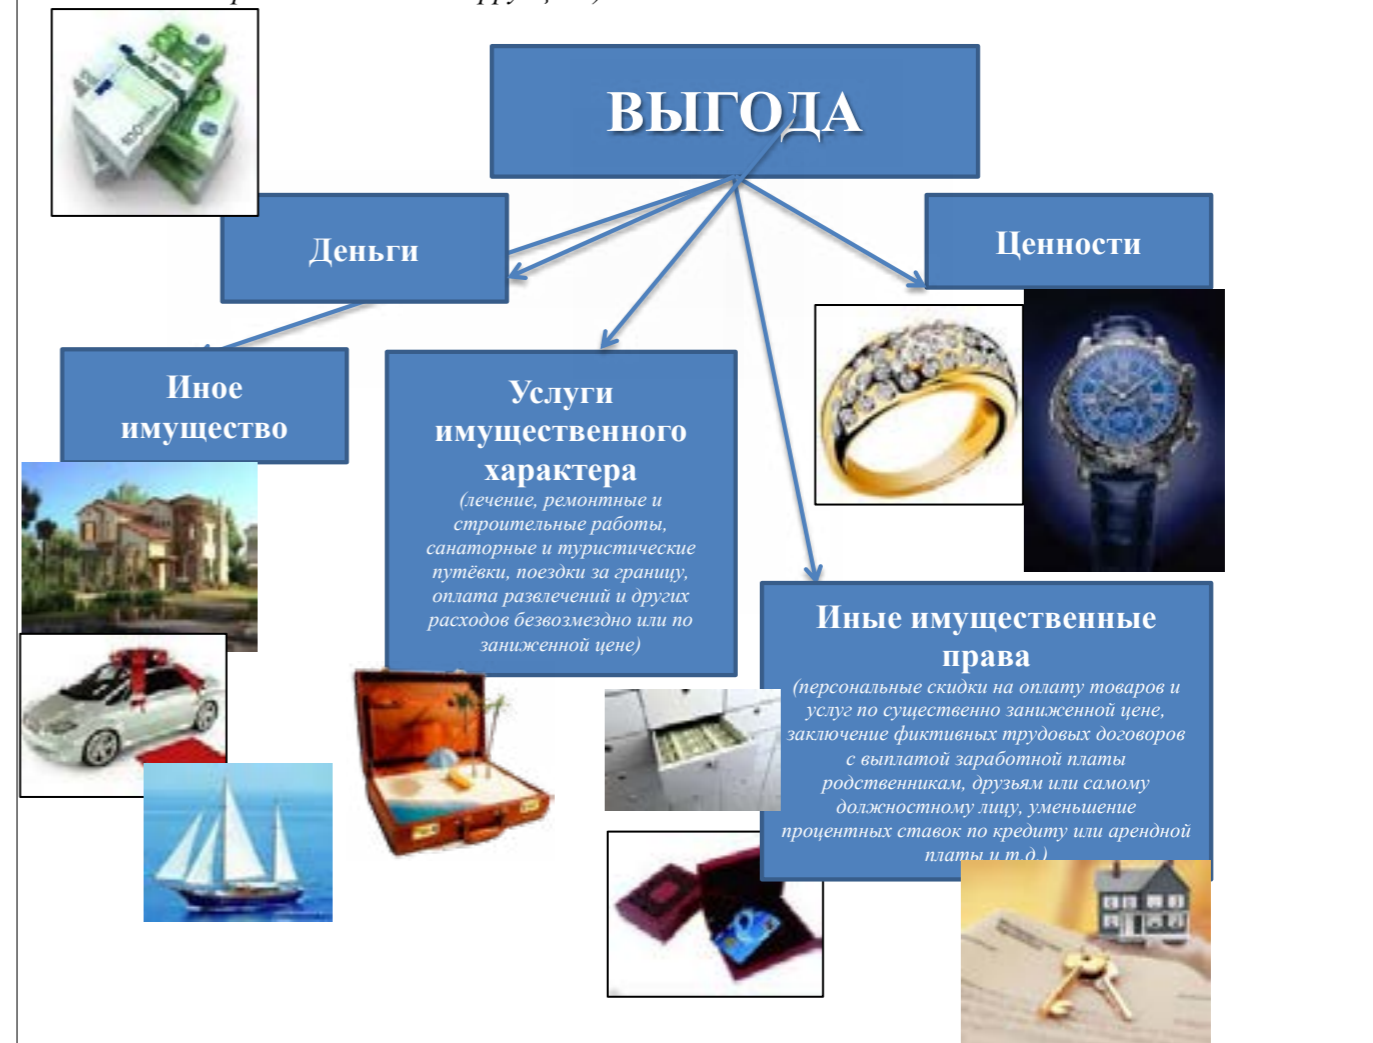 ВЫГОДА
Деньги
Ценности
Иное
имущество
Услуги
имущественного
характера
(лечение, ремонтные и
строительные работы,
санаторные и туристические
путёвки, поездки за границу,
оплата развлечений и других
расходов безвозмездно или по
заниженной цене)
Иные имущественные
права
(персональные скидки на оплату товаров и
услуг по существенно заниженной цене,
заключение фиктивных трудовых договоров
с выплатой заработной платы
родственникам, друзьям или самому
должностному лицу, уменьшение
процентных ставок по кредиту или арендной
платы и т.д.)